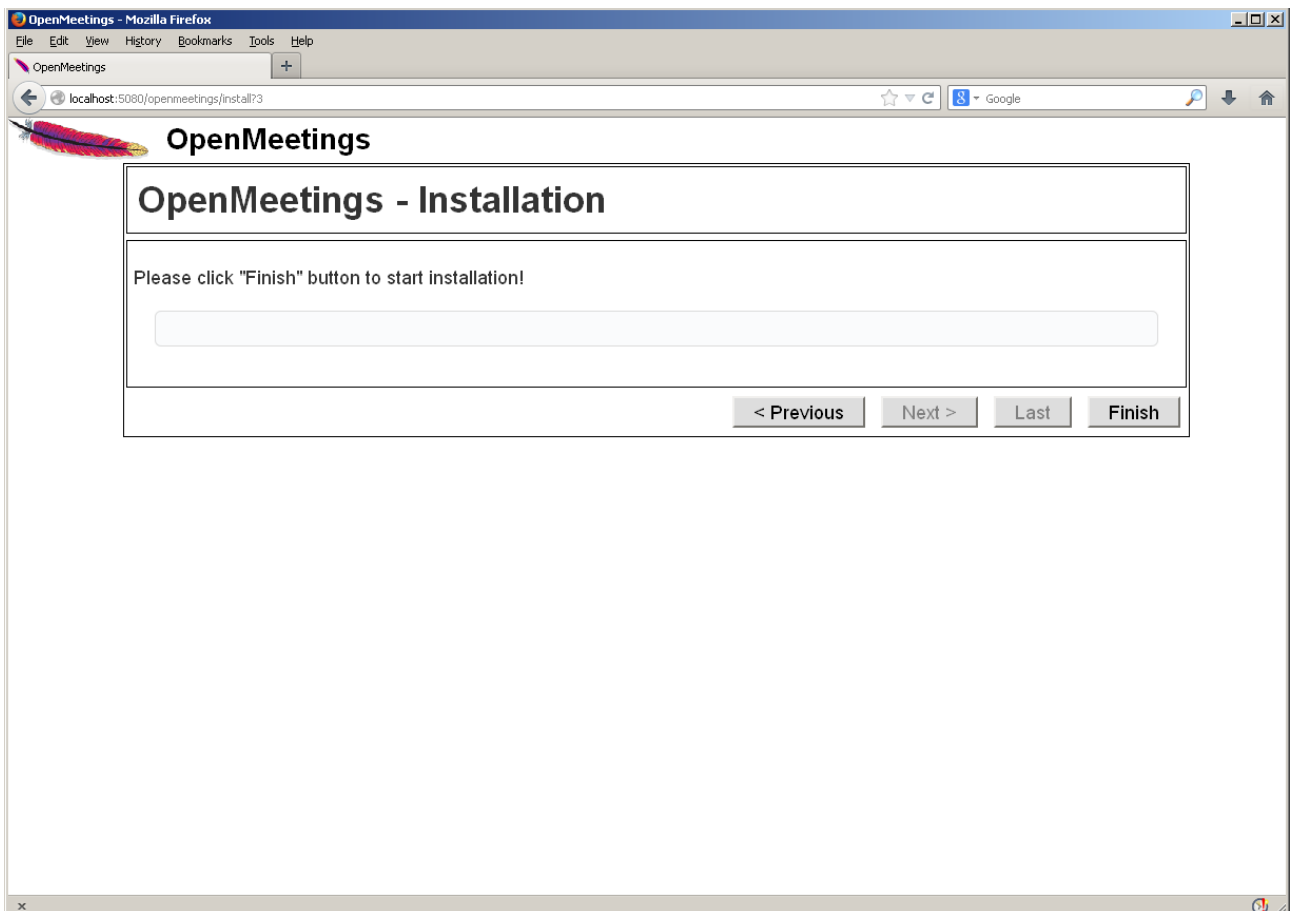 OpenMeetings - Mozilla Firefox
File Edit View History Bookmarks Tools Help
OpenMeetings +
localhost:5080/openmeetings/install?3 8 Google
OpenMeetings
OpenMeetings - Installation
Please click "Finish" button to start installation!
< Previous Next > Last Finish